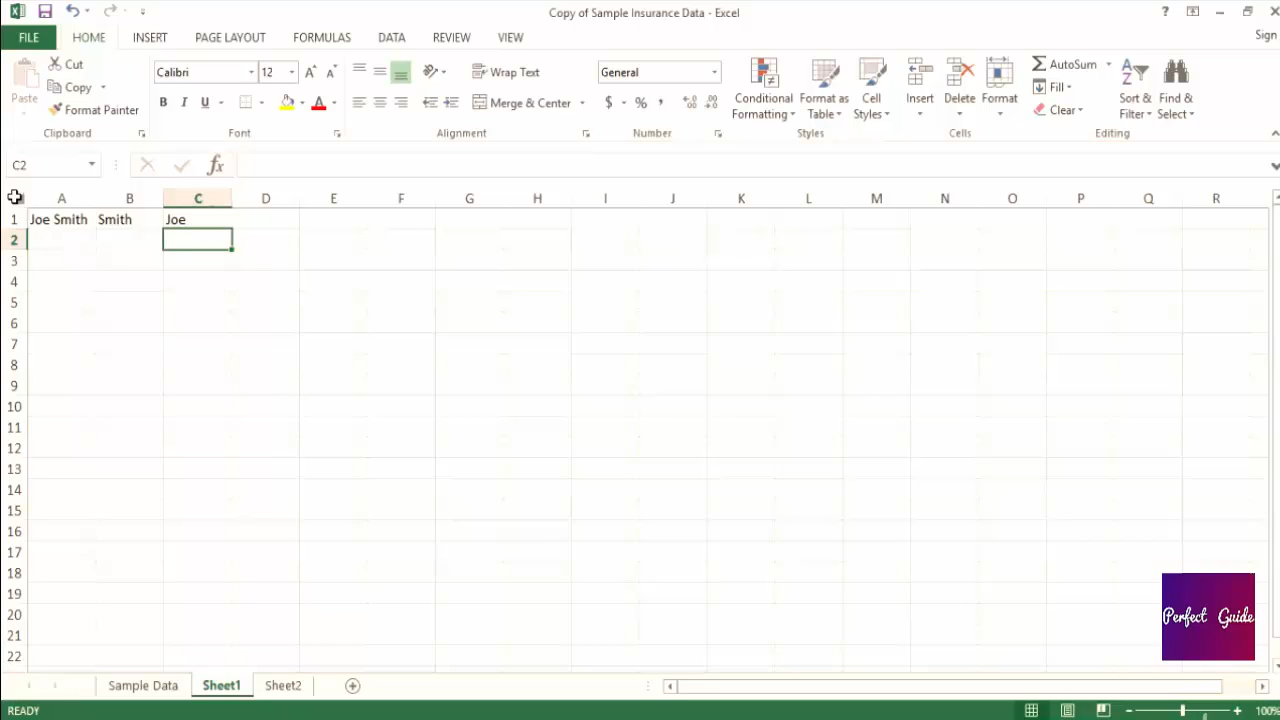 Copy of Sample Insurance Data - Excel
?
FILE HOME INSERT PAGE LAYOUT FORMULAS DATA REVIEW VIEW Sign
Paste
Cut
Copy
Format Painter
Clipboard
Calibri 12 A A
B I U A
Font
Wrap Text
Merge & Center
Alignment
General
$ % , .00
Number
Conditional Formatting
Format as Table
Cell Styles
Styles
Insert
Delete
Format
Cells
AutoSum
Fill
Clear
Sort & Filter
Find & Select
Editing
C2 fx
A B C D E F G H I J K L M N O P Q R
1 Joe Smith Smith Joe
2
3
4
5
6
7
8
9
10
11
12
13
14
15
16
17
18
19
20
21
22
Perfect Guide
Sample Data Sheet1 Sheet2
READY 100%